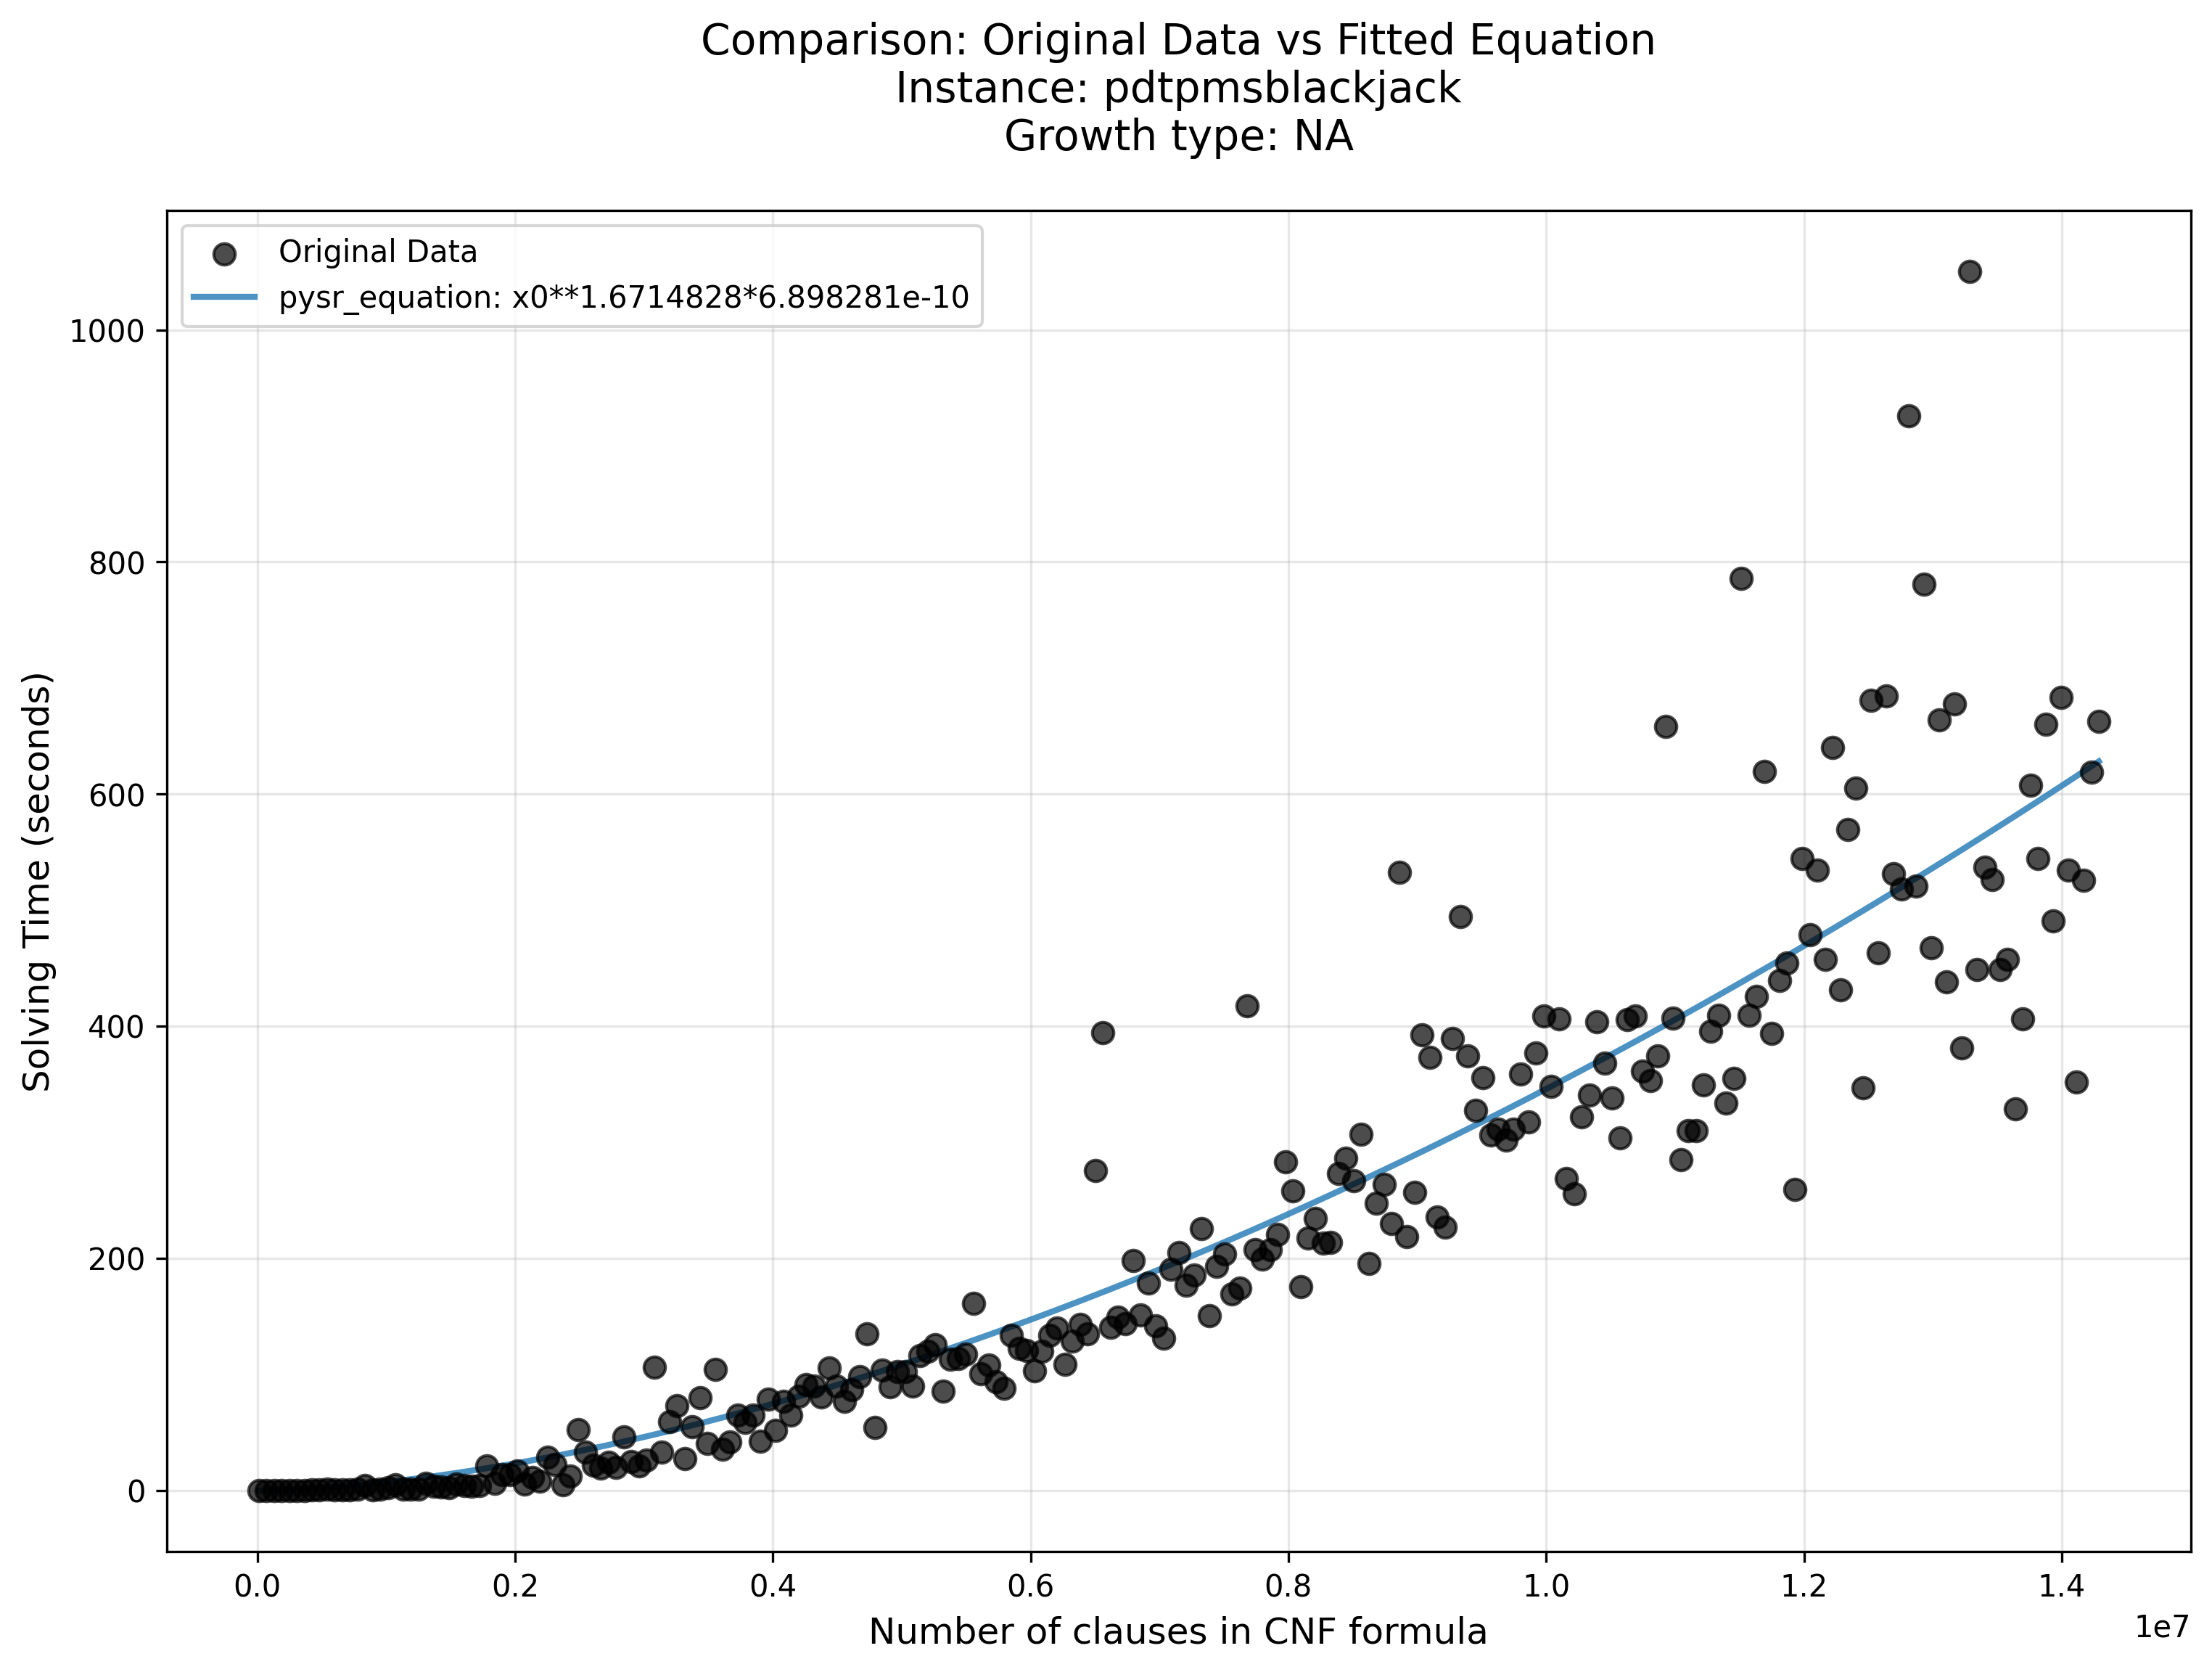 Comparison: Original Data vs Fitted Equation
Instance: pdtpmsblackjack
Growth type: NA
Original Data
pysr_equation: x0**1.6714828*6.898281e-10
1000
800
600
400
200
0
Solving Time (seconds)
0.0 0.2 0.4 0.6 0.8 1.0 1.2 1.4
1e7
Number of clauses in CNF formula